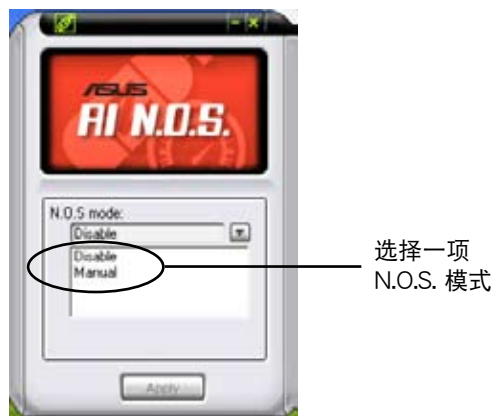 ASUS
AI N.O.S.
N.O.S mode:
Disable
Disable
Manual
选择一项
N.O.S. 模式
Apply